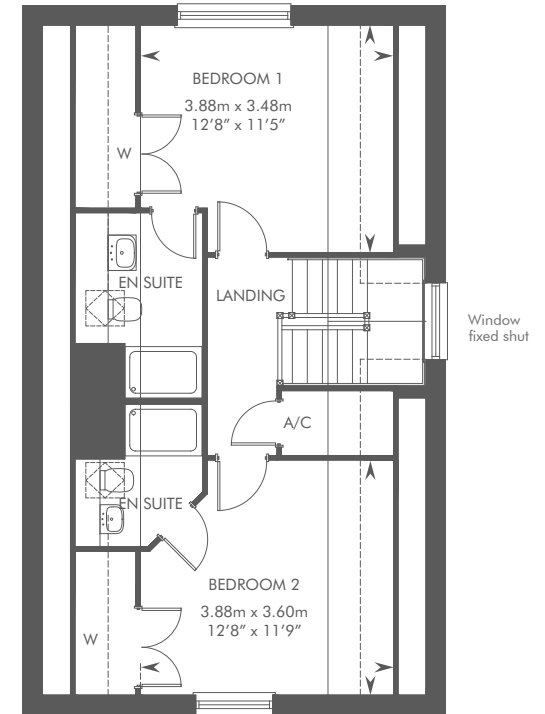 BEDROOM 1
3.88m x 3.48m
12'8" x 11'5"
W
EN SUITE
LANDING
Window
fixed shut
A/C
EN SUITE
BEDROOM 2
3.88m x 3.60m
12'8" x 11'9"
W